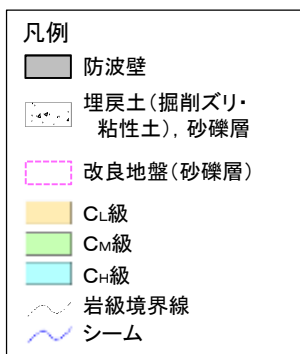 凡例
防波壁
埋戻土(掘削ズリ・
粘性土), 砂礫層
改良地盤(砂礫層)
CL級
CM級
CH級
岩級境界線
シーム